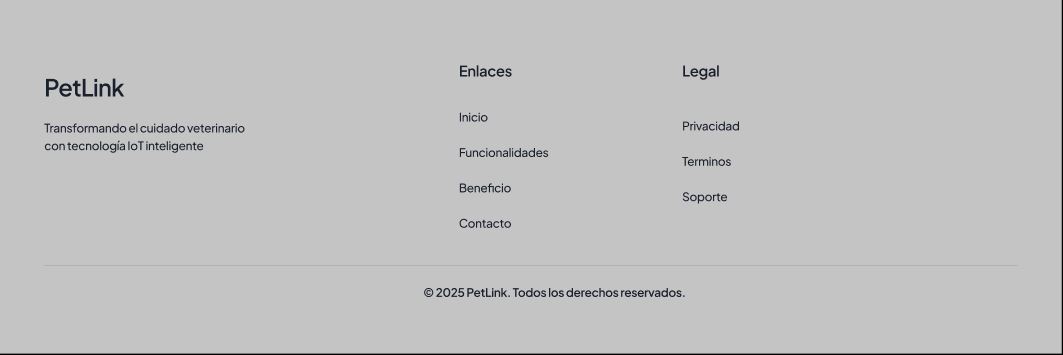 PetLink
Transformando el cuidado veterinario
con tecnología IoT inteligente
Enlaces
Inicio
Funcionalidades
Beneficio
Contacto
Legal
Privacidad
Terminos
Soporte
© 2025 PetLink. Todos los derechos reservados.